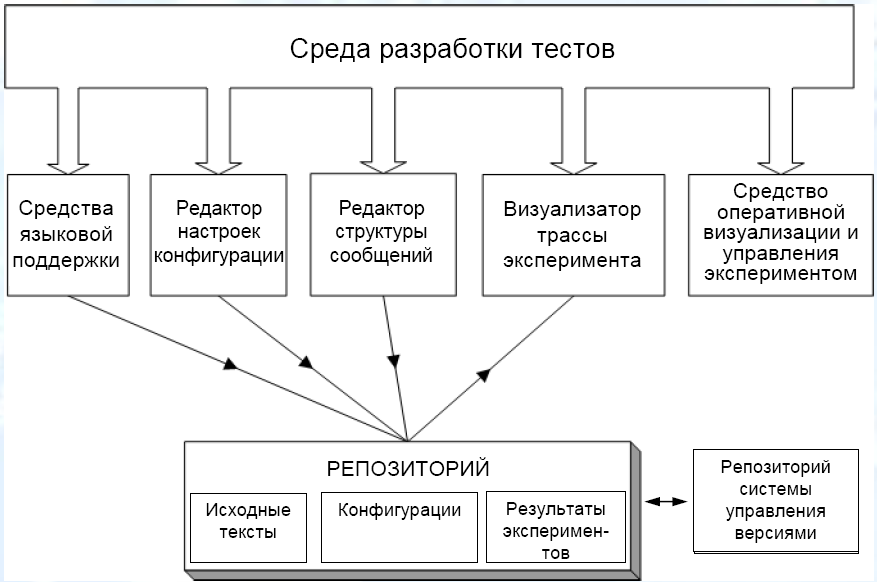 Среда разработки тестов
Средства
языковой
поддержки
Редактор
настроек
конфигурации
Редактор
структуры
сообщений
Визуализатор
трассы
эксперимента
Средство
оперативной
визуализации и
управления
экспериментом
РЕПОЗИТОРИЙ
Исходные
тексты
Конфигурации
Результаты
эксперимен-
тов
Репозиторий
системы
управления
версиями